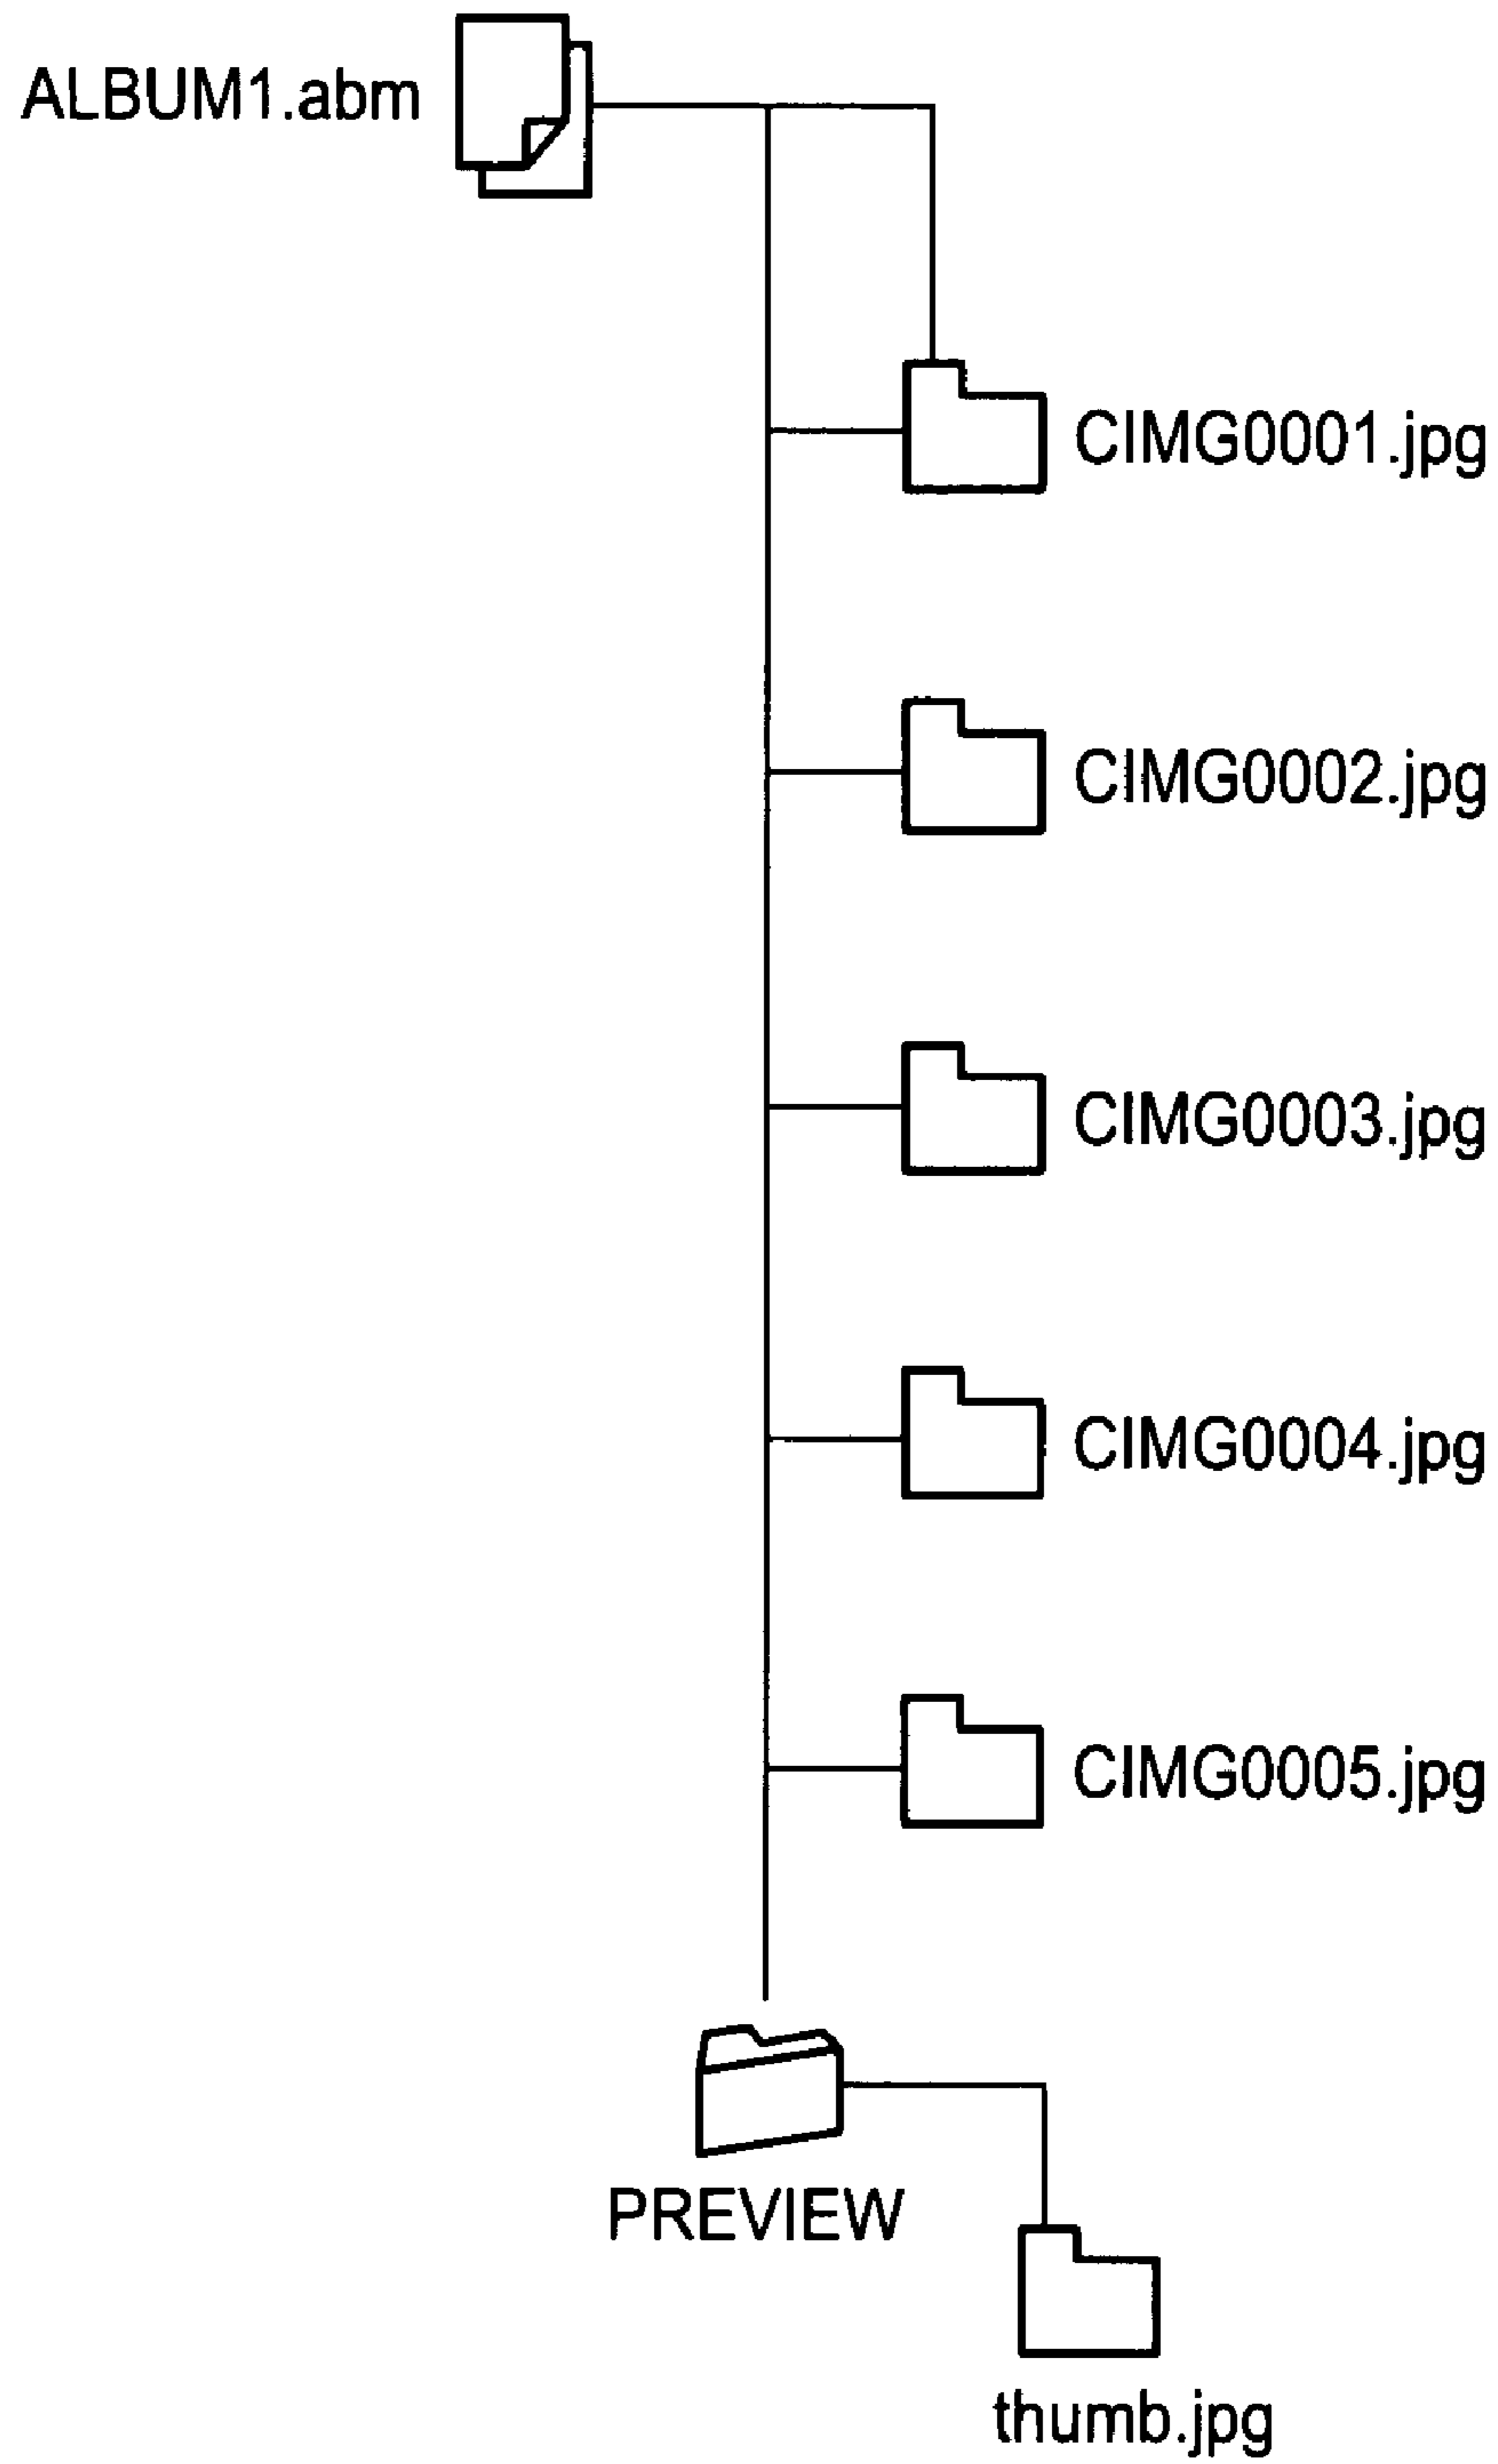 ALBUM1.abm
CIMG0001.jpg
CIMG0002.jpg
CIMG0003.jpg
CIMG0004.jpg
CIMG0005.jpg
PREVIEW
thumb.jpg